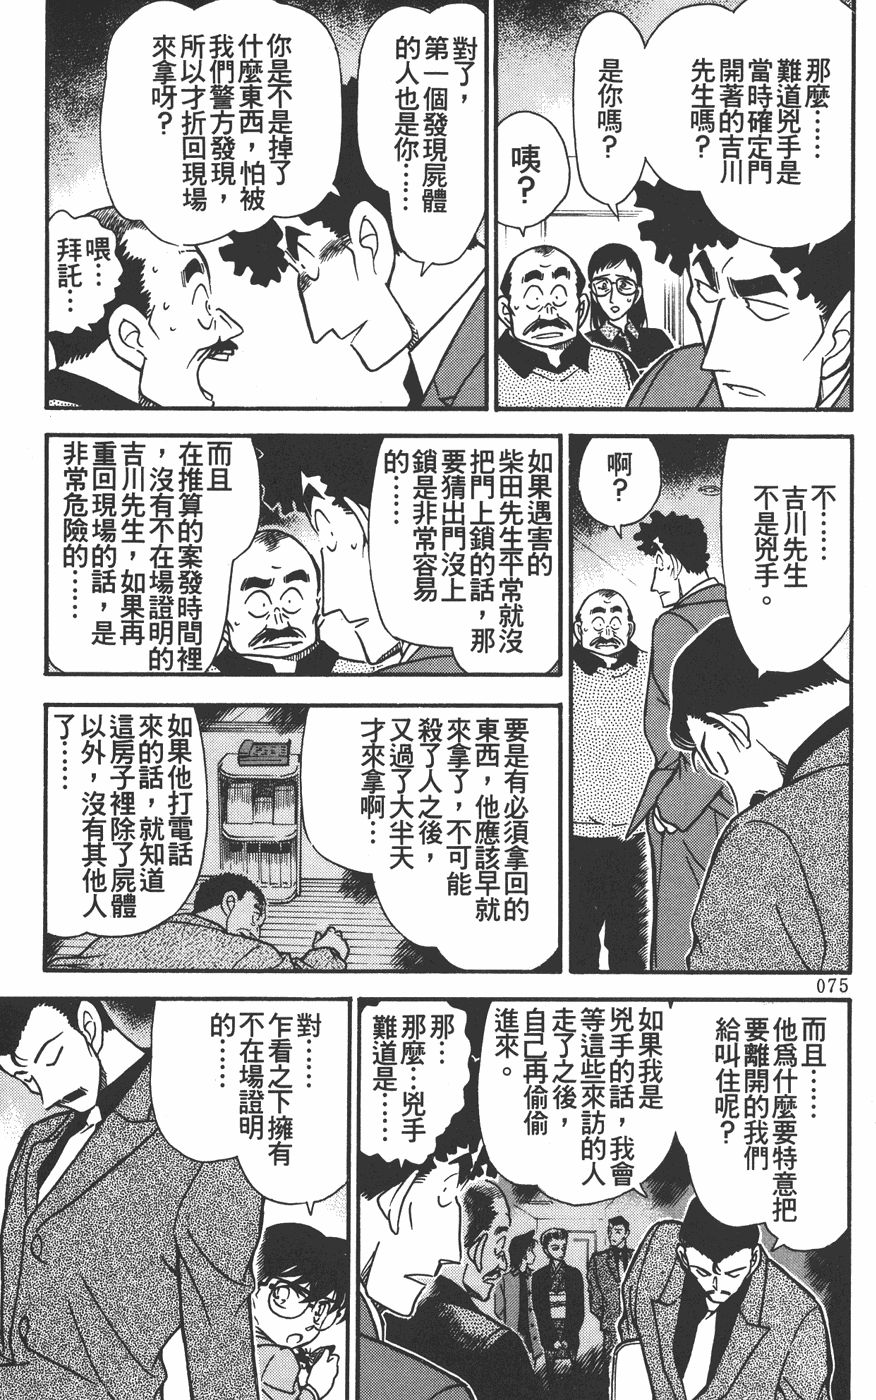 那麼……
難道兇手是
當時確定門
開著的吉川
先生嗎？
是你嗎？
咦？
對了，
第一個發現屍體
的人也是你……
你是不是掉了
什麼東西，怕被
我們警方發現，
所以才折回現場
來拿呀？
喂…
拜託…
不……
吉川先生
不是兇手。
啊？
如果遇害的
柴田先生平常就沒
把門上鎖的話，那
要猜出門沒上
鎖是非常容易
的……
而且
在推算的案發時間裡
，沒有不在場證明的
吉川先生，如果再
重回現場的話，是
非常危險的……
要是有必須拿回的
東西，他應該早就
來拿了，不可能
殺了人之後，
又過了大半天
才來拿啊…
如果他打電話
來的話，就知道
這房子裡除了屍體
以外，沒有其他人
了……
075
而且……
他為什麼要特意把
要離開的我們
給叫住呢？
如果我是
兇手的話，我會
等這些來訪的人
走了之後，
自己再偷偷
進來。
那…
那麼…兇手
難道是…
對……
乍看之下擁有
不在場證明
的……